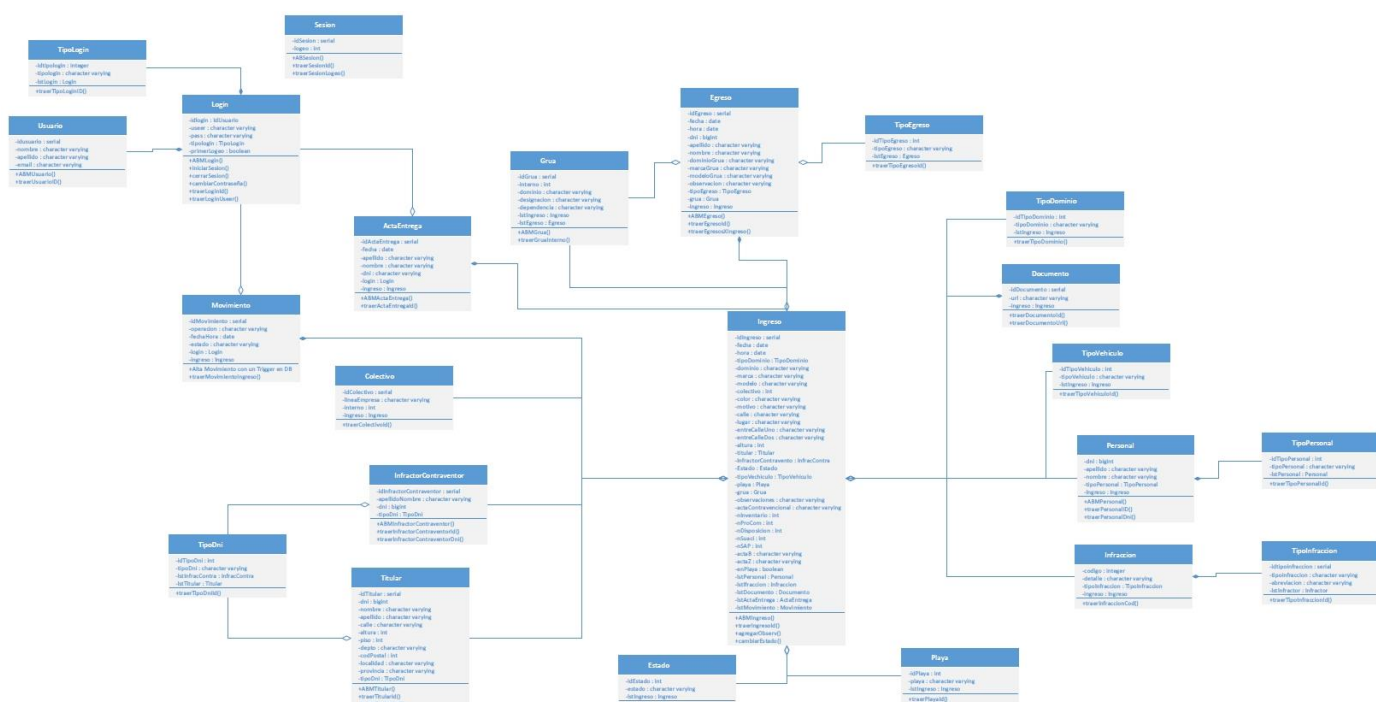 Sesion
-idSesion : serial
-logeo : int
+ABSesion()
+traerSesionId()
+traerSesionLogeo()
TipoLogin
-idtipologin : integer
-tipologin : character varying
-lstLogin : Login
+traerTipoLoginID()
Login
-idlogin : idUsuario
-useer : character varying
-pass : character varying
-tipologin : TipoLogin
-primerLogeo : boolean
+ABMLogin()
+iniciarSesion()
+cerrarSesion()
+cambiarContraseña()
+traerLoginId()
+traerLoginUseer()
Usuario
-idusuario : serial
-nombre : character varying
-apellido : character varying
-email : character varying
+ABMUsuario()
+traerUsuarioID()
Egreso
-idEgreso : serial
-fecha : date
-hora : date
-dni : bigint
-apellido : character varying
-nombre : character varying
-dominioGrua : character varying
-marcaGrua : character varying
-modeloGrua : character varying
-observacion : character varying
-tipoEgreso : TipoEgreso
-grua : Grua
-ingreso : Ingreso
+ABMEgreso()
+traerEgresoId()
+traerEgresoXIngreso()
TipoEgreso
-idTipoEgreso : int
-tipoEgreso : character varying
-lstEgreso : Egreso
+traerTipoEgresoId()
Grua
-idGrua : serial
-interno : int
-dominio : character varying
-designacion : character varying
-dependencia : character varying
-lstIngreso : Ingreso
-lstEgreso : Egreso
+ABMGrua()
+traerGruaInterno()
ActaEntrega
-idActaEntrega : serial
-fecha : date
-apellido : character varying
-nombre : character varying
-dni : character varying
-login : Login
-ingreso : Ingreso
+ABMActaEntrega()
+traerActaEntregaId()
TipoDominio
-idTipoDominio : int
-tipoDominio : character varying
-lstIngreso : Ingreso
+traerTipoDominio()
Documento
-idDocumento : serial
-url : character varying
-ingreso : Ingreso
+traerDocumentoId()
+traerDocumentoUrl()
Movimiento
-idMovimiento : serial
-operacion : character varying
-fechaHora : date
-estado : character varying
-login : Login
-ingreso : Ingreso
+Alta Movimiento con un Trigger en DB
+traerMovimientoIngreso()
Ingreso
-idIngreso : serial
-fecha : date
-hora : date
-tipoDominio : TipoDominio
-dominio : character varying
-marca : character varying
-modelo : character varying
-colectivo : int
-color : character varying
-motivo : character varying
-calle : character varying
-lugar : character varying
-entreCalleUno : character varying
-entreCalleDos : character varying
-altura : int
-titular : Titular
-infractorContravento : InfracContra
-Estado : Estado
-tipoVechiculo : TipoVehiculo
-playa : Playa
-grua : Grua
-observaciones : character varying
-actaContravencional : character varying
-nInventario : int
-nProCom : int
-nDisposicion : int
-nSuaci : int
-nSAP : int
-actaB : character varying
-actaZ : character varying
-enPlaya : boolean
-lstPersonal : Personal
-lstFraccion : Infraccion
-lstDocumento : Documento
-lstActaEntrega : ActaEntrega
-lstMovimiento : Movimiento
+ABMIngreso()
+traerIngresoId()
+agregarObserv()
+cambiarEstado()
TipoVehiculo
-idTipoVehiculo : int
-tipoVehiculo : character varying
-lstIngreso : Ingreso
+traerTipoVehiculoId()
Colectivo
-idColectivo : serial
-lineaEmpresa : character varying
-interno : int
-ingreso : Ingreso
+traerColectivoId()
Personal
-dni : bigint
-apellido : character varying
-nombre : character varying
-tipoPersonal : TipoPersonal
-ingreso : Ingreso
+ABMPersonal()
+traerPersonalID()
+traerPersonalDni()
TipoPersonal
-idTipoPersonal : int
-tipoPersonal : character varying
-lstPersonal : Personal
+traerTipoPersonalId()
InfractorContraventor
-idInfractorContraventor : serial
-apellidoNombre : character varying
-dni : bigint
-tipoDni : TipoDni
+ABMInfractorContraventor()
+traerInfractorContraventorId()
+traerInfractorContraventorDni()
TipoDni
-idTipoDni : int
-tipoDni : character varying
-lstInfracContra : InfracContra
-lstTitular : Titular
+traerTipoDniId()
Infraccion
-codigo : integer
-detalle : character varying
-tipoInfraccion : TipoInfraccion
-ingreso : Ingreso
+traerInfraccionCod()
TipoInfraccion
-idtipoinfraccion : serial
-tipoinfraccion : character varying
-abreviacion : character varying
-lstInfractor : Infractor
+traerTipoInfraccionId()
Titular
-idTitular : serial
-dni : bigint
-nombre : character varying
-apellido : character varying
-calle : character varying
-altura : int
-piso : int
-depto : character varying
-codPostal : int
-localidad : character varying
-provincia : character varying
-tipoDni : TipoDni
+ABMTitular()
+traerTitularId()
Estado
-idEstado : int
-estado : character varying
-lstIngreso : Ingreso
Playa
-idPlaya : int
-playa : character varying
-lstIngreso : Ingreso
+traerPlayaId()